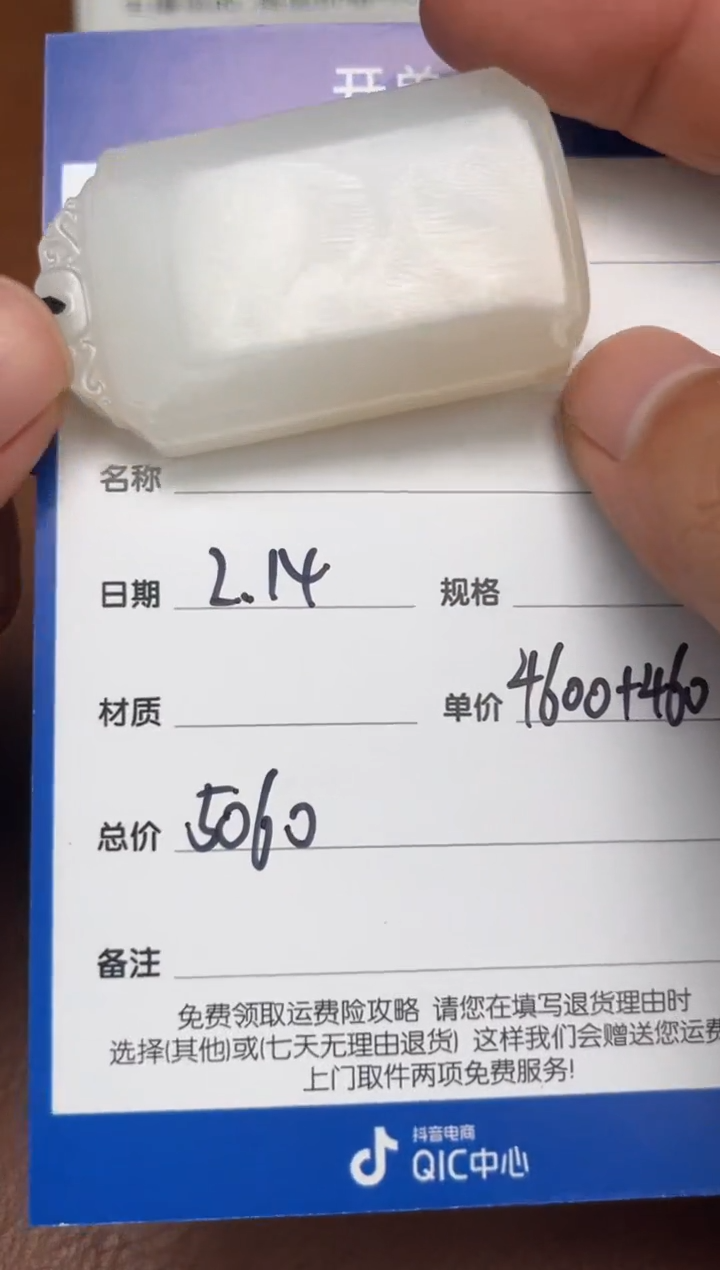 开单
名称
日期 2.14 规格
材质 单价 4600+460
总价 5060
备注
免费领取运费险攻略 请您在填写退货理由时
选择(其他)或(七天无理由退货) 这样我们会赠送您运费
上门取件两项免费服务!
抖音电商
QIC中心